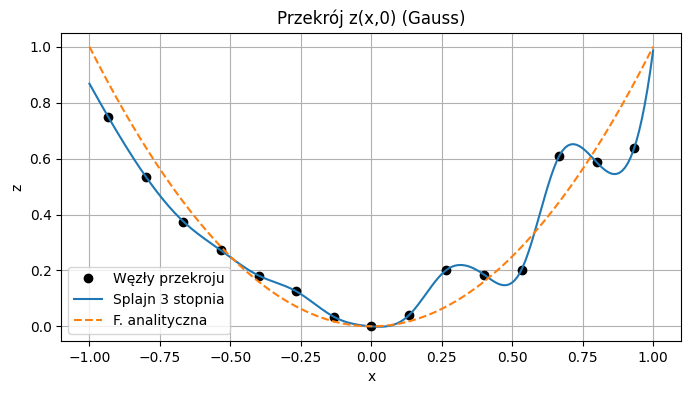 Przekrój z(x,0) (Gauss)
1.0
0.8
0.6
0.4
0.2
0.0
z
Węzły przekroju
Splajn 3 stopnia
F. analityczna
−1.00
−0.75
−0.50
−0.25
0.00
0.25
0.50
0.75
1.00
x